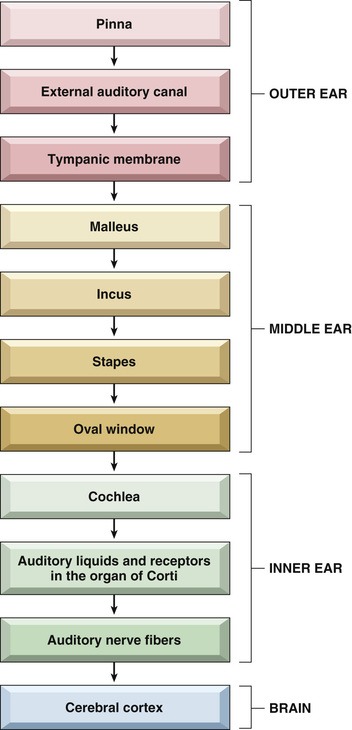 Pinna
External auditory canal
OUTER EAR
Tympanic membrane
Malleus
Incus
MIDDLE EAR
Stapes
Oval window
Cochlea
Auditory liquids and receptors
in the organ of Corti
INNER EAR
Auditory nerve fibers
Cerebral cortex
BRAIN